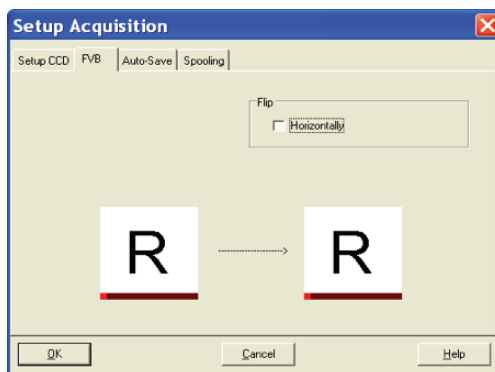 Setup Acquisition
Setup CCD FVB Auto-Save Spooling
Flip
Horizontally
R R
OK Cancel Help